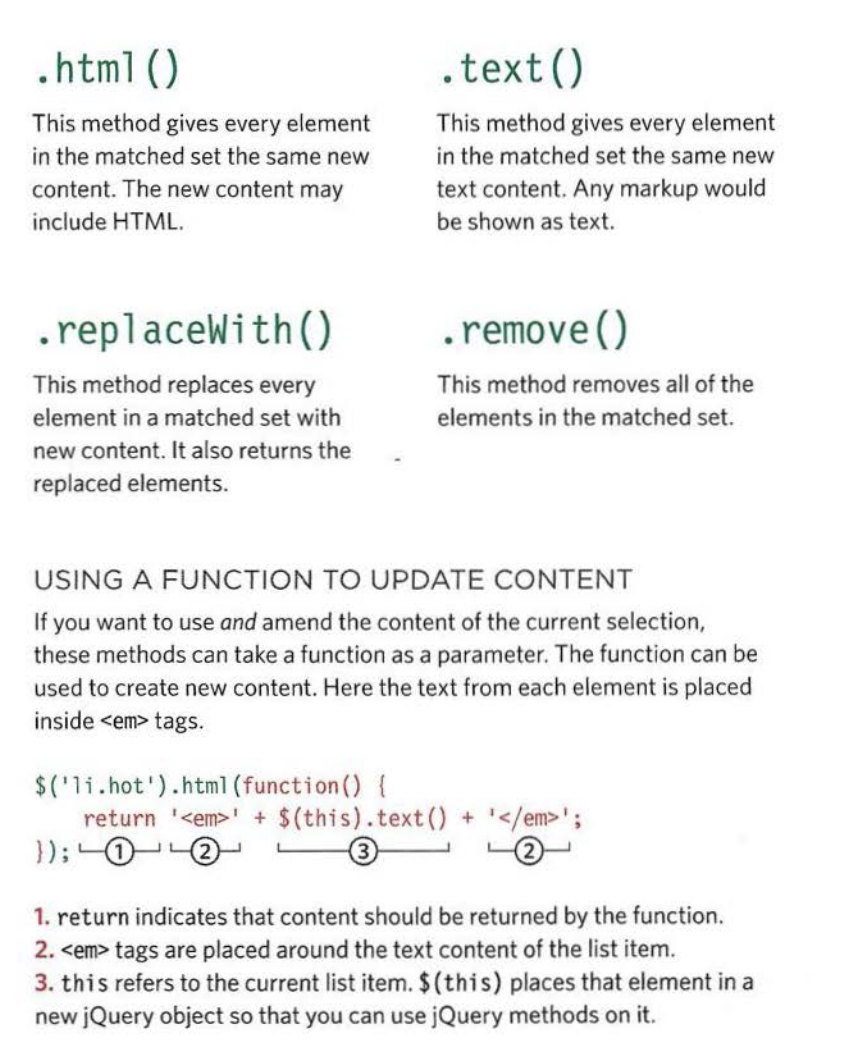 .html()
This method gives every element
in the matched set the same new
content. The new content may
include HTML.
.text()
This method gives every element
in the matched set the same new
text content. Any markup would
be shown as text.
.replaceWith()
This method replaces every
element in a matched set with
new content. It also returns the
replaced elements.
.remove()
This method removes all of the
elements in the matched set.
USING A FUNCTION TO UPDATE CONTENT
If you want to use and amend the content of the current selection,
these methods can take a function as a parameter. The function can be
used to create new content. Here the text from each element is placed
inside <em> tags.
$('li.hot').html(function() {
    return '<em>' + $(this).text() + '</em>';
}); 1 2 3 2
1. return indicates that content should be returned by the function.
2. <em> tags are placed around the text content of the list item.
3. this refers to the current list item. $(this) places that element in a
new jQuery object so that you can use jQuery methods on it.